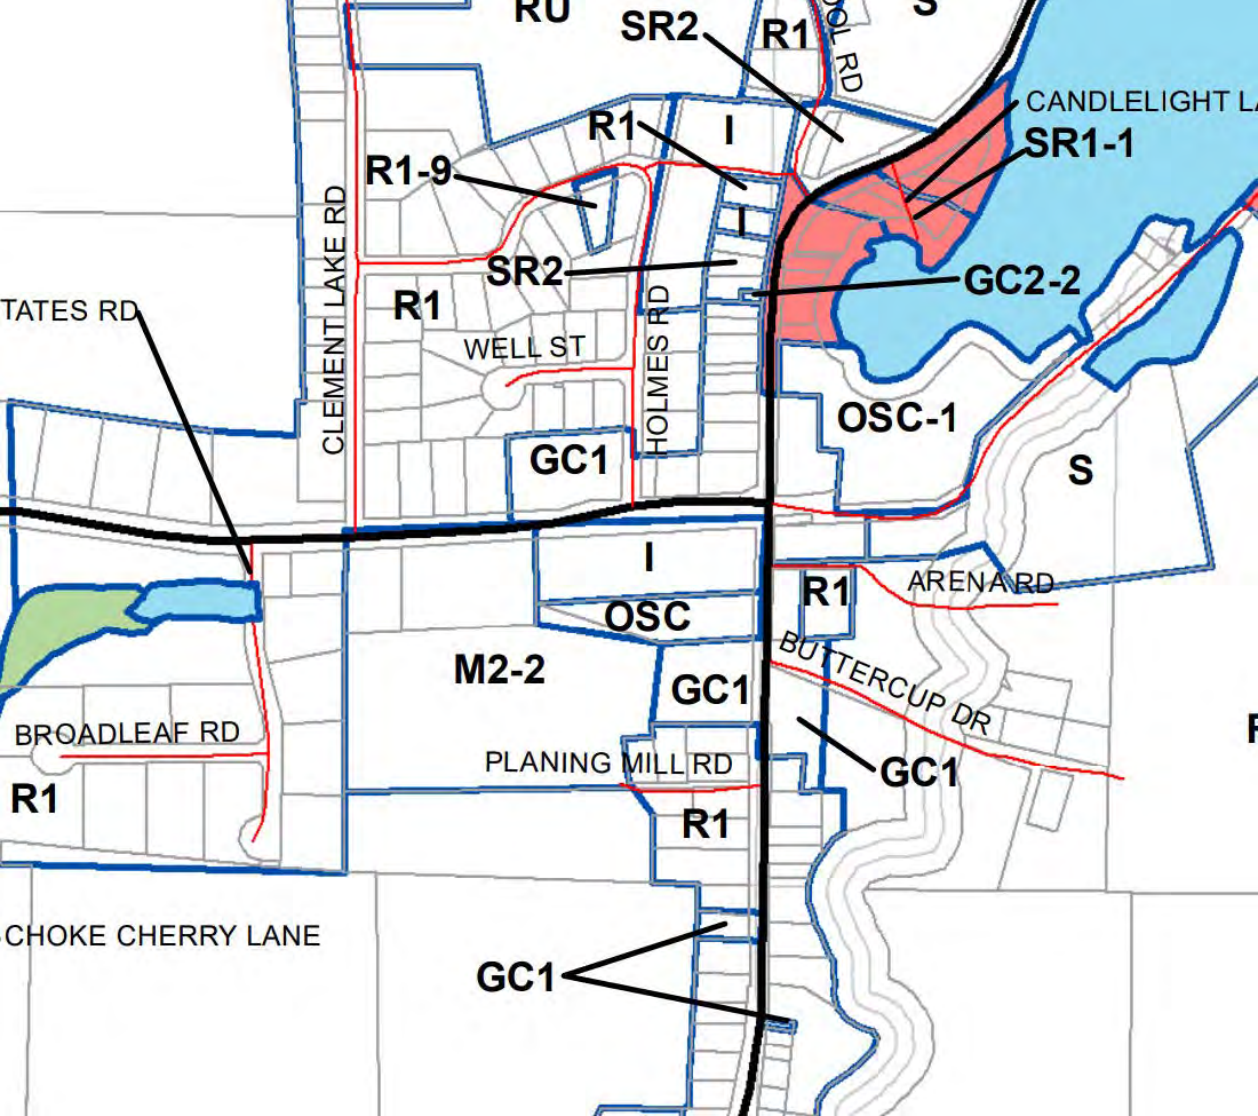 RU
SR2
R1
S
OOL RD
CANDLELIGHT LA
R1
I
SR1-1
R1-9
I
SR2
GC2-2
R1
TATES RD
CLEMENT LAKE RD
WELL ST
HOLMES RD
OSC-1
GC1
S
I
R1
ARENA RD
OSC
BUTTERCUP DR
M2-2
GC1
BROADLEAF RD
PLANING MILL RD
GC1
R1
R1
CHOKE CHERRY LANE
GC1